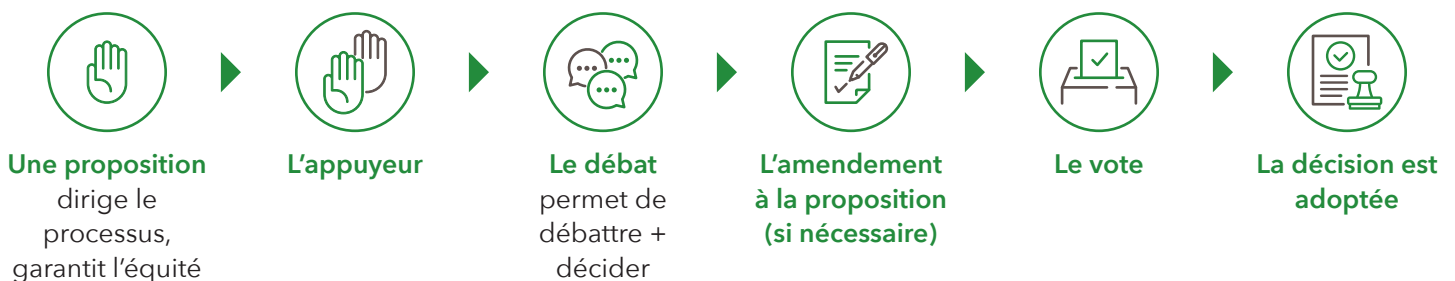 Une proposition
dirige le
processus,
garantit l’équité
L’appuyeur
Le débat
permet de
débattre +
décider
L’amendement
à la proposition
(si nécessaire)
Le vote
La décision est
adoptée